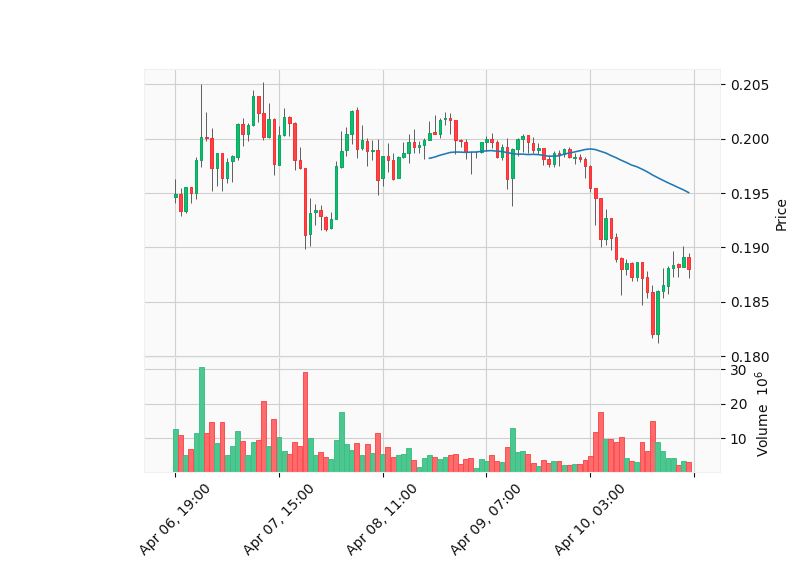 0.205
0.200
0.195
0.190
0.185
0.180
Price
30
20
10
Volume 10^6
Apr 06, 19:00
Apr 07, 15:00
Apr 08, 11:00
Apr 09, 07:00
Apr 10, 03:00